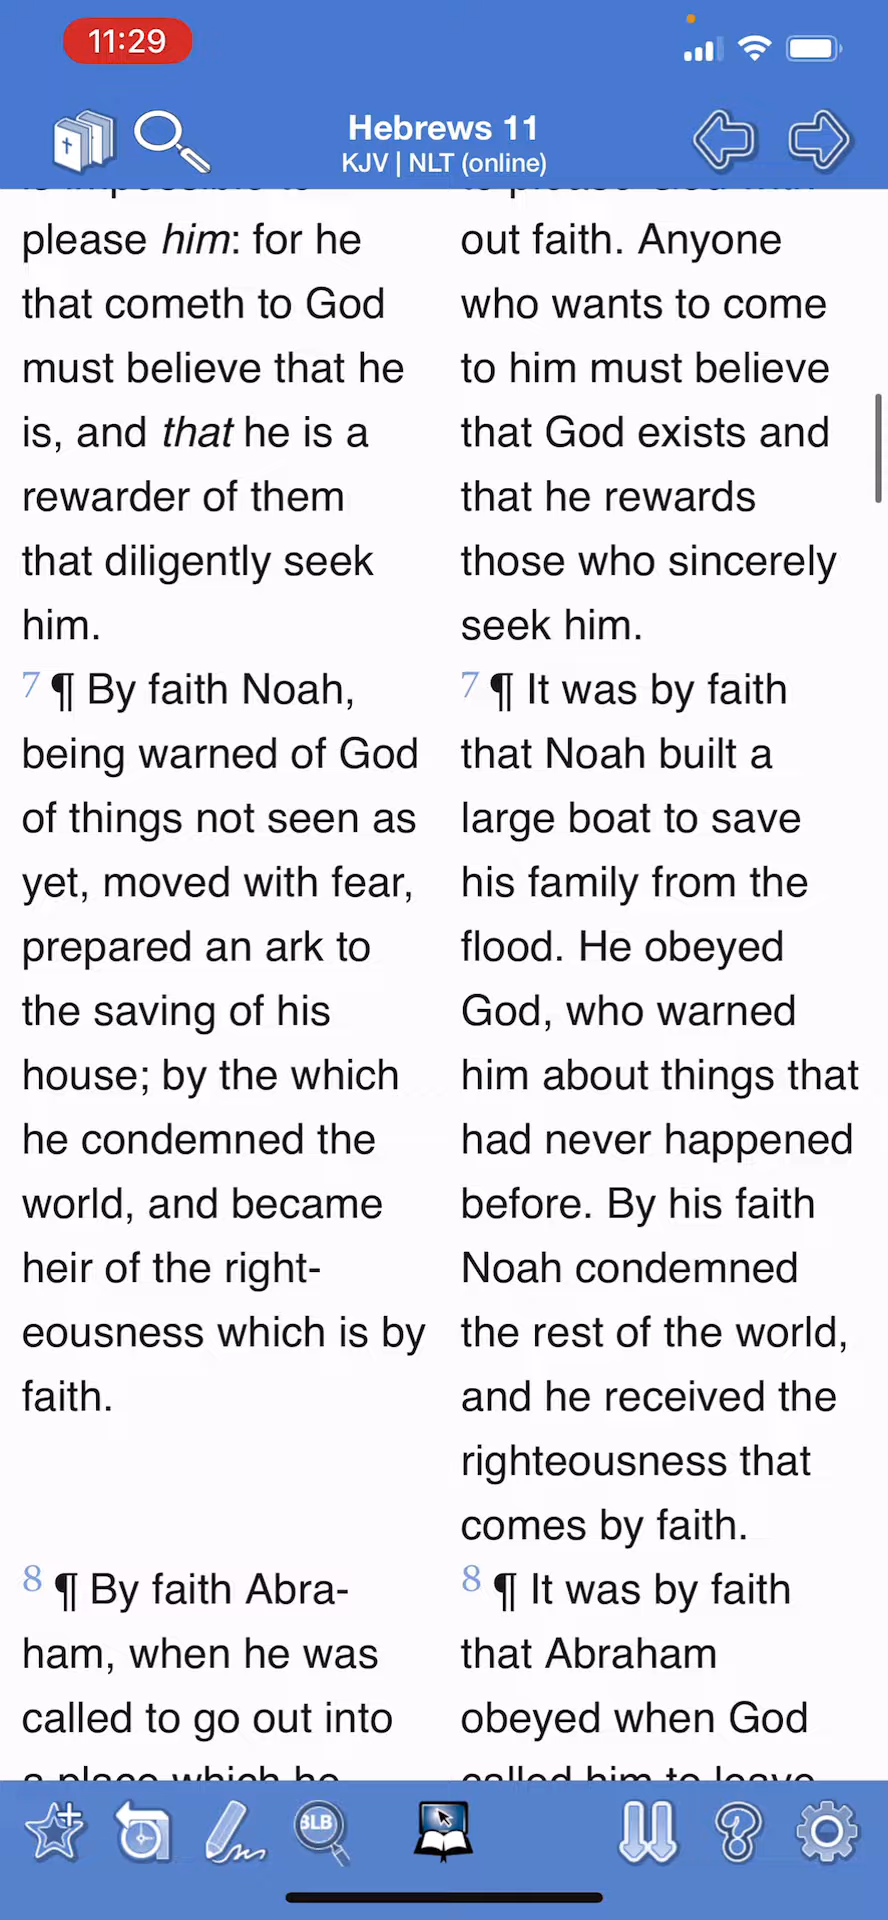 11:29
Hebrews 11
KJV | NLT (online)
please him: for he
that cometh to God
must believe that he
is, and that he is a
rewarder of them
that diligently seek
him.
7 ¶ By faith Noah,
being warned of God
of things not seen as
yet, moved with fear,
prepared an ark to
the saving of his
house; by the which
he condemned the
world, and became
heir of the right-
eousness which is by
faith.
8 ¶ By faith Abra-
ham, when he was
called to go out into
a place which he
out faith. Anyone
who wants to come
to him must believe
that God exists and
that he rewards
those who sincerely
seek him.
7 ¶ It was by faith
that Noah built a
large boat to save
his family from the
flood. He obeyed
God, who warned
him about things that
had never happened
before. By his faith
Noah condemned
the rest of the world,
and he received the
righteousness that
comes by faith.
8 ¶ It was by faith
that Abraham
obeyed when God
called him to leave
BLB